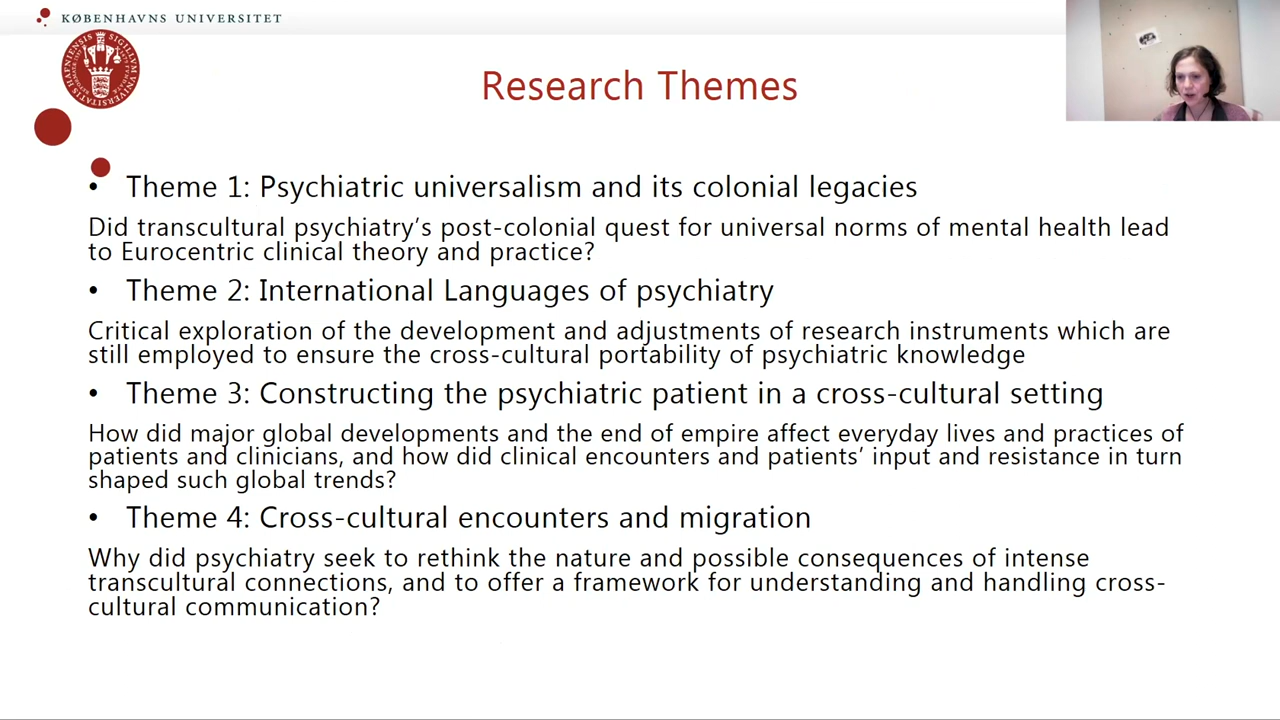 KØBENHAVNS UNIVERSITET
Research Themes
• Theme 1: Psychiatric universalism and its colonial legacies
Did transcultural psychiatry’s post-colonial quest for universal norms of mental health lead
to Eurocentric clinical theory and practice?
• Theme 2: International Languages of psychiatry
Critical exploration of the development and adjustments of research instruments which are
still employed to ensure the cross-cultural portability of psychiatric knowledge
• Theme 3: Constructing the psychiatric patient in a cross-cultural setting
How did major global developments and the end of empire affect everyday lives and practices of
patients and clinicians, and how did clinical encounters and patients’ input and resistance in turn
shaped such global trends?
• Theme 4: Cross-cultural encounters and migration
Why did psychiatry seek to rethink the nature and possible consequences of intense
transcultural connections, and to offer a framework for understanding and handling cross-
cultural communication?